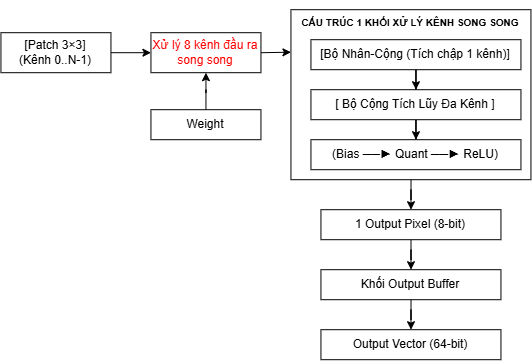 [Patch 3×3]
(Kênh 0..N-1)
Xử lý 8 kênh đầu ra
song song
Weight
CẤU TRÚC 1 KHỐI XỬ LÝ KÊNH SONG SONG
[Bộ Nhân-Cộng (Tích chập 1 kênh)]
[ Bộ Cộng Tích Lũy Đa Kênh ]
(Bias Quant ReLU)
1 Output Pixel (8-bit)
Khối Output Buffer
Output Vector (64-bit)